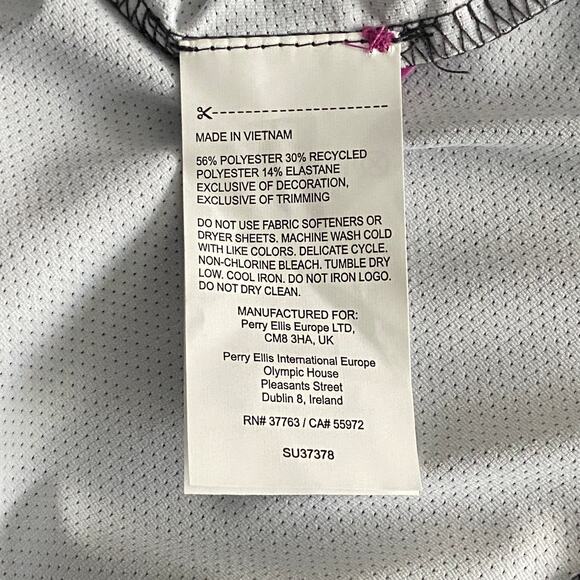 MADE IN VIETNAM
56% POLYESTER 30% RECYCLED
POLYESTER 14% ELASTANE
EXCLUSIVE OF DECORATION,
EXCLUSIVE OF TRIMMING
DO NOT USE FABRIC SOFTENERS OR
DRYER SHEETS. MACHINE WASH COLD
WITH LIKE COLORS. DELICATE CYCLE.
NON-CHLORINE BLEACH. TUMBLE DRY
LOW. COOL IRON. DO NOT IRON LOGO.
DO NOT DRY CLEAN.
MANUFACTURED FOR:
Perry Ellis Europe LTD,
CM8 3HA, UK
Perry Ellis International Europe
Olympic House
Pleasants Street
Dublin 8, Ireland
RN# 37763 / CA# 55972
SU37378